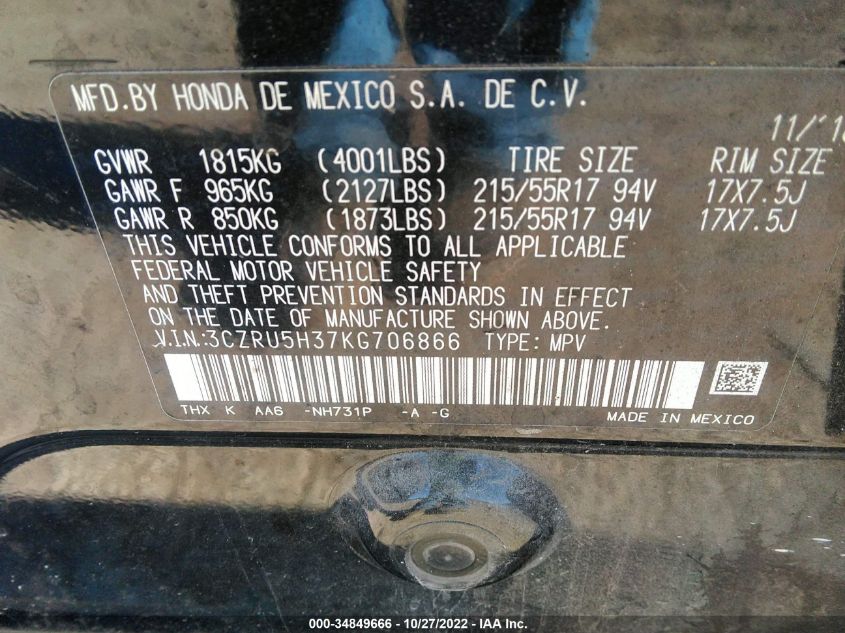 MFD.BY HONDA DE MEXICO S.A. DE C.V.
11/'18
GVWR 1815KG (4001LBS) TIRE SIZE RIM SIZE
GAWR F 965KG (2127LBS) 215/55R17 94V 17X7.5J
GAWR R 850KG (1873LBS) 215/55R17 94V 17X7.5J
THIS VEHICLE CONFORMS TO ALL APPLICABLE
FEDERAL MOTOR VEHICLE SAFETY
AND THEFT PREVENTION STANDARDS IN EFFECT
ON THE DATE OF MANUFACTURE SHOWN ABOVE.
V.I.N.:3CZRU5H37KG706866 TYPE: MPV
THX K AA6 -NH731P -A -G MADE IN MEXICO
000-34849666 - 10/27/2022 - IAA Inc.